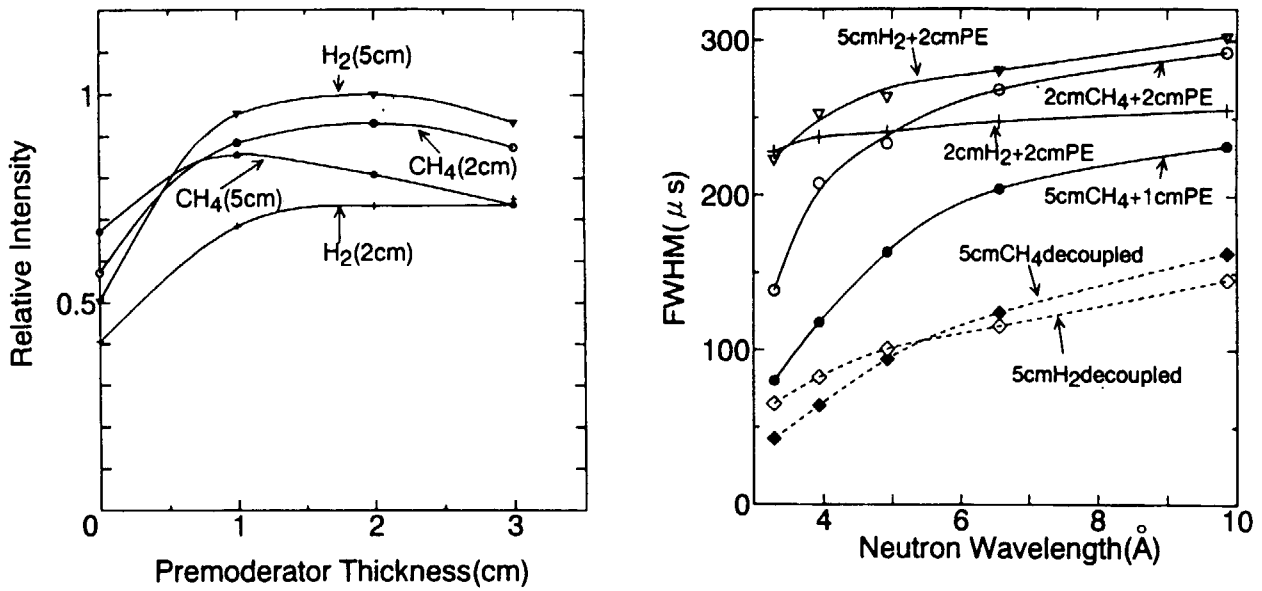 1
0.5
Relative Intensity
0
1
2
3
Premoderator Thickness(cm)
H2(5cm)
CH4(2cm)
CH4(5cm)
H2(2cm)
300
200
100
0
FWHM(μs)
4
6
8
10
Neutron Wavelength(Å)
5cmH2+2cmPE
2cmCH4+2cmPE
2cmH2+2cmPE
5cmCH4+1cmPE
5cmCH4decoupled
5cmH2decoupled